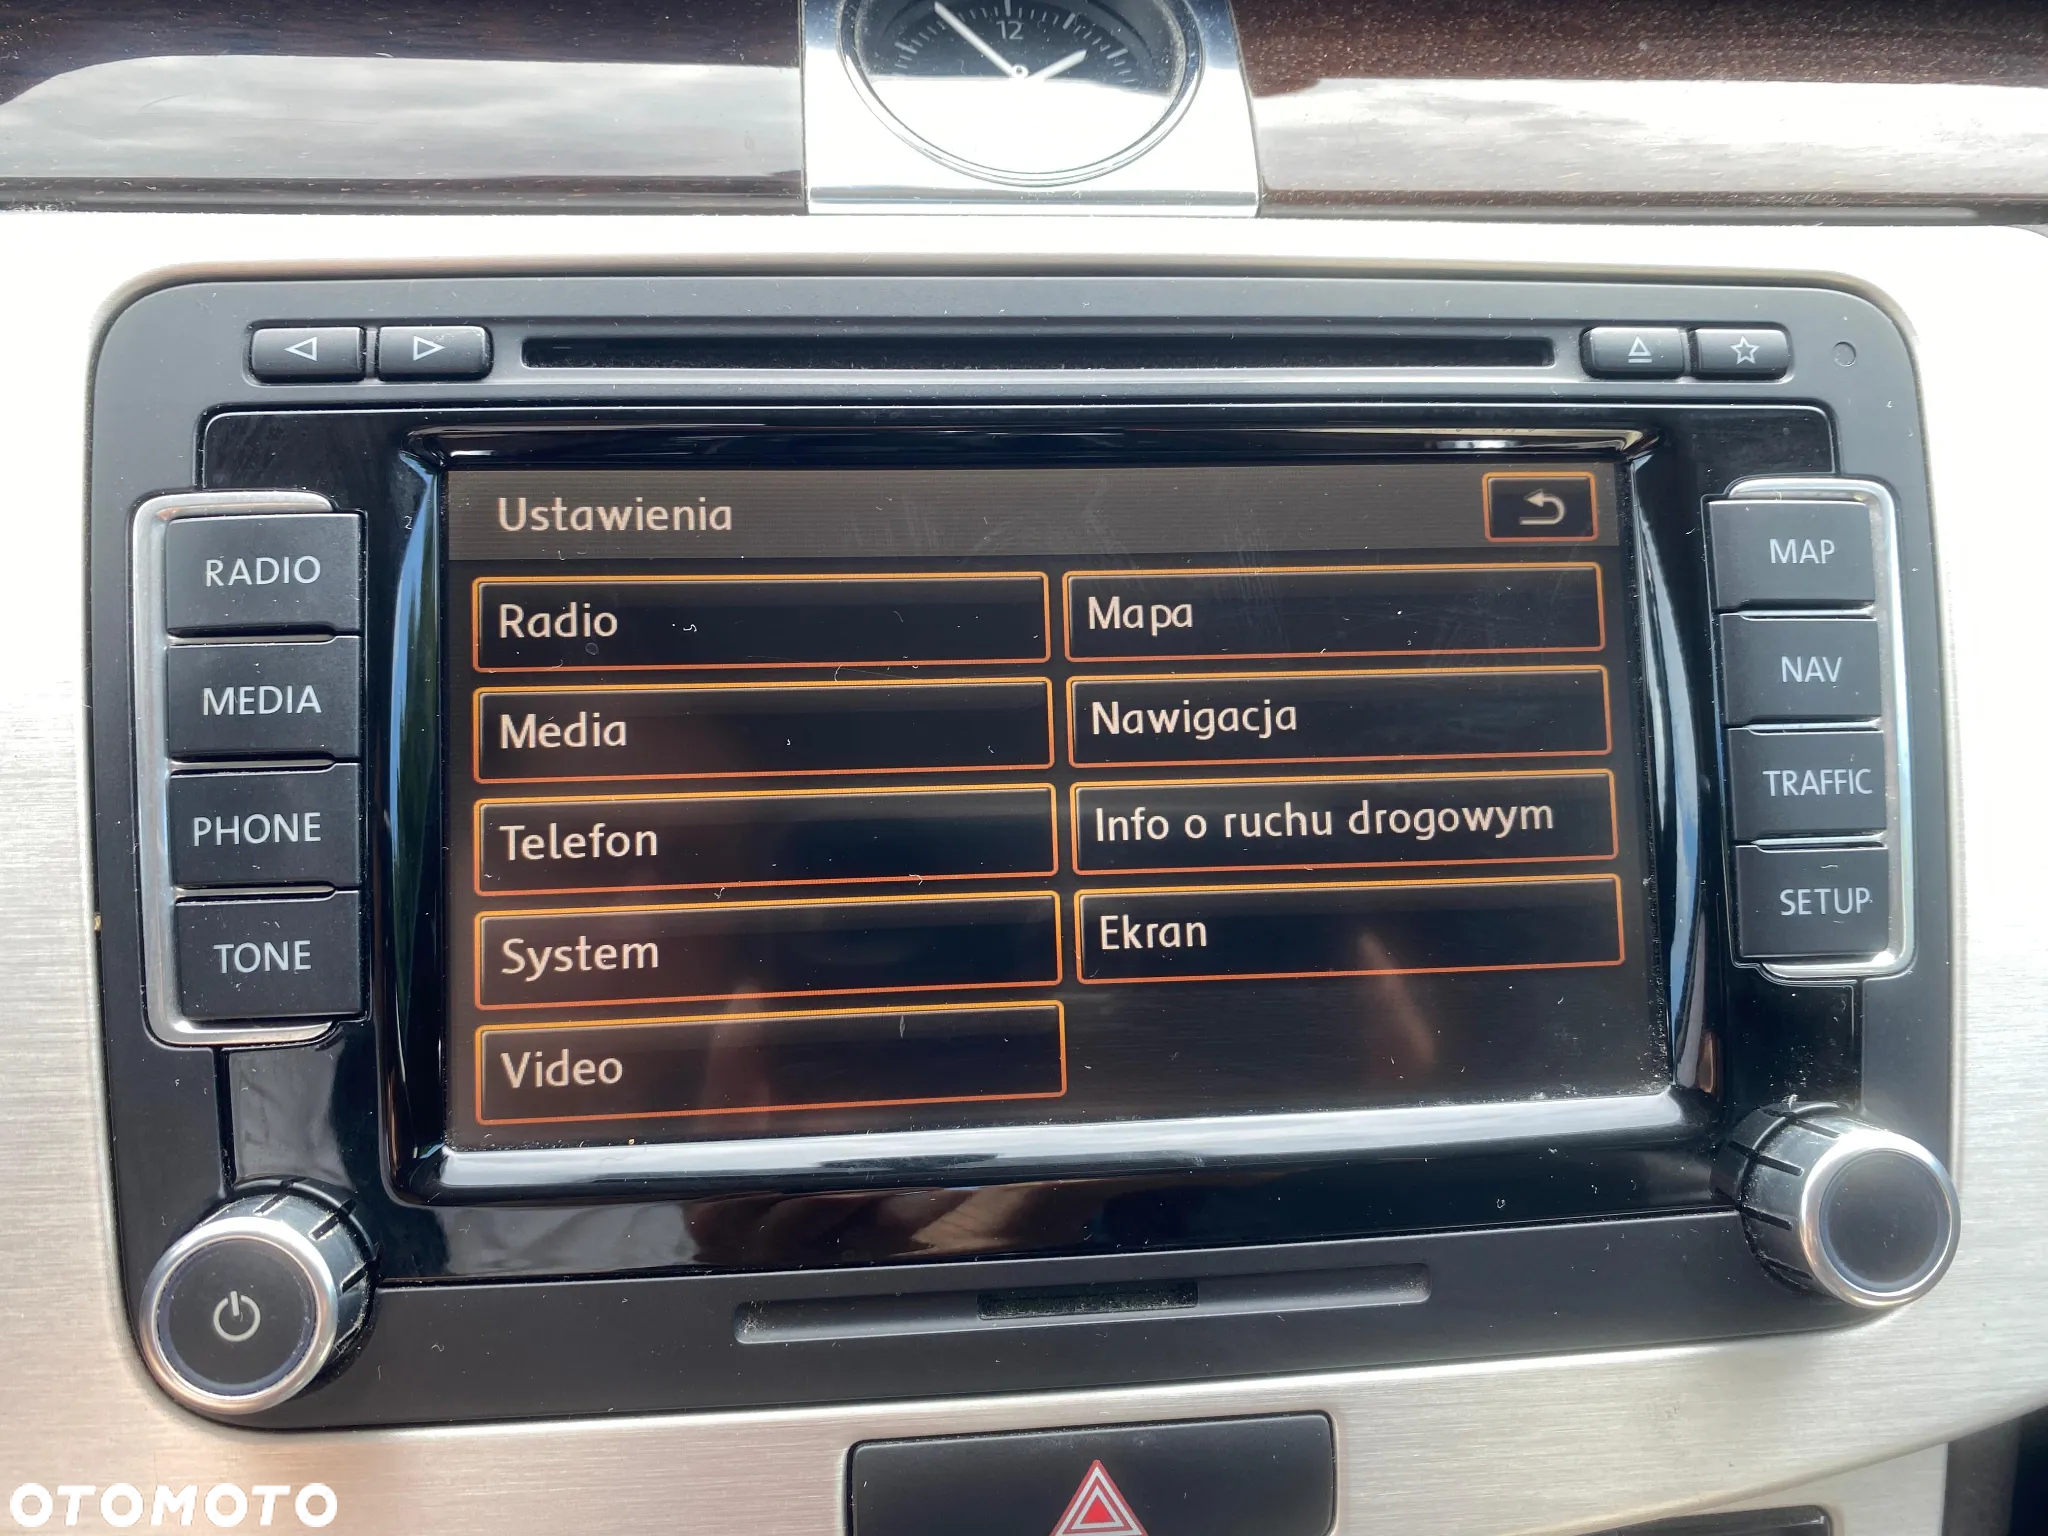 12
Ustawienia
RADIO
MEDIA
PHONE
TONE
Radio
Media
Telefon
System
Video
Mapa
Nawigacja
Info o ruchu drogowym
Ekran
MAP
NAV
TRAFFIC
SETUP
OTOMOTO